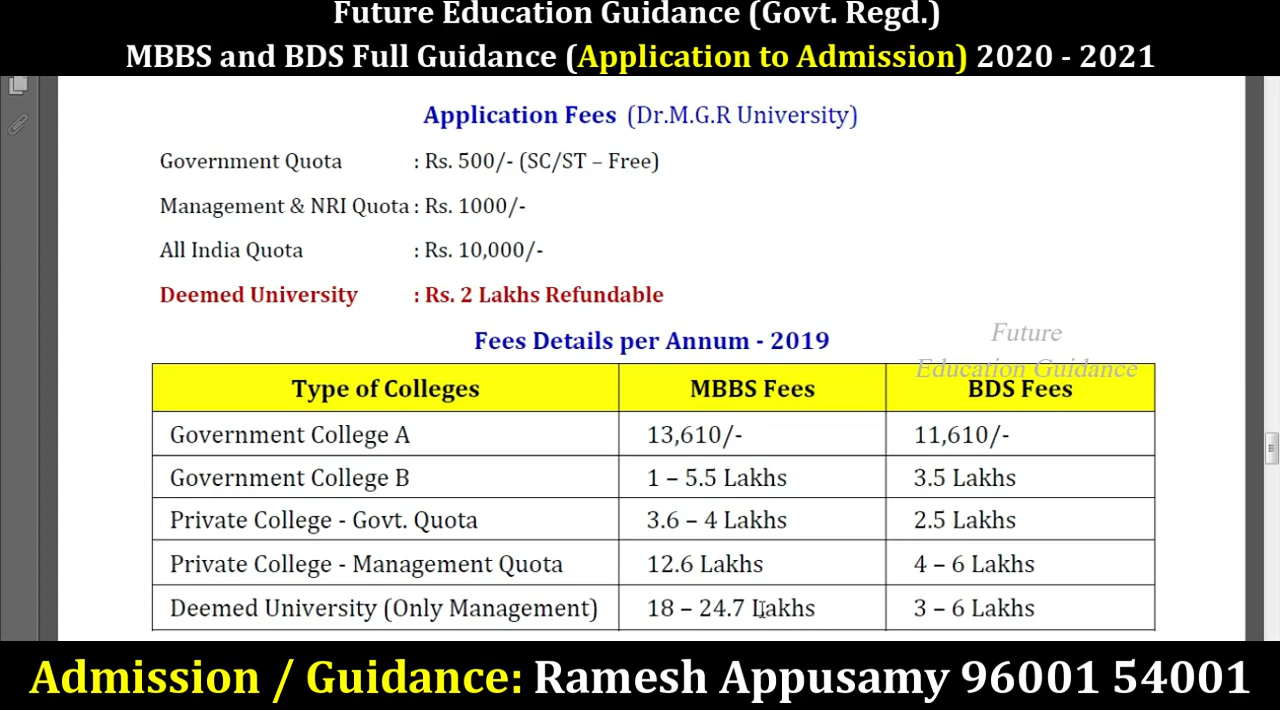 Future Education Guidance (Govt. Regd.)
MBBS and BDS Full Guidance (Application to Admission) 2020 - 2021
Application Fees (Dr.M.G.R University)
Government Quota : Rs. 500/- (SC/ST – Free)
Management & NRI Quota : Rs. 1000/-
All India Quota : Rs. 10,000/-
Deemed University : Rs. 2 Lakhs Refundable
Fees Details per Annum - 2019
Future
Education Guidance
Type of Colleges MBBS Fees BDS Fees
Government College A 13,610/- 11,610/-
Government College B 1 – 5.5 Lakhs 3.5 Lakhs
Private College - Govt. Quota 3.6 – 4 Lakhs 2.5 Lakhs
Private College - Management Quota 12.6 Lakhs 4 – 6 Lakhs
Deemed University (Only Management) 18 – 24.7 Lakhs 3 – 6 Lakhs
Admission / Guidance: Ramesh Appusamy 96001 54001